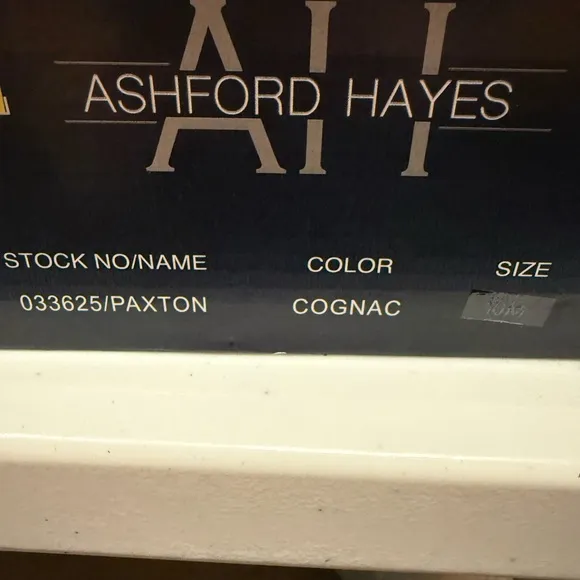 AH
ASHFORD HAYES
STOCK NO/NAME COLOR SIZE
033625/PAXTON COGNAC